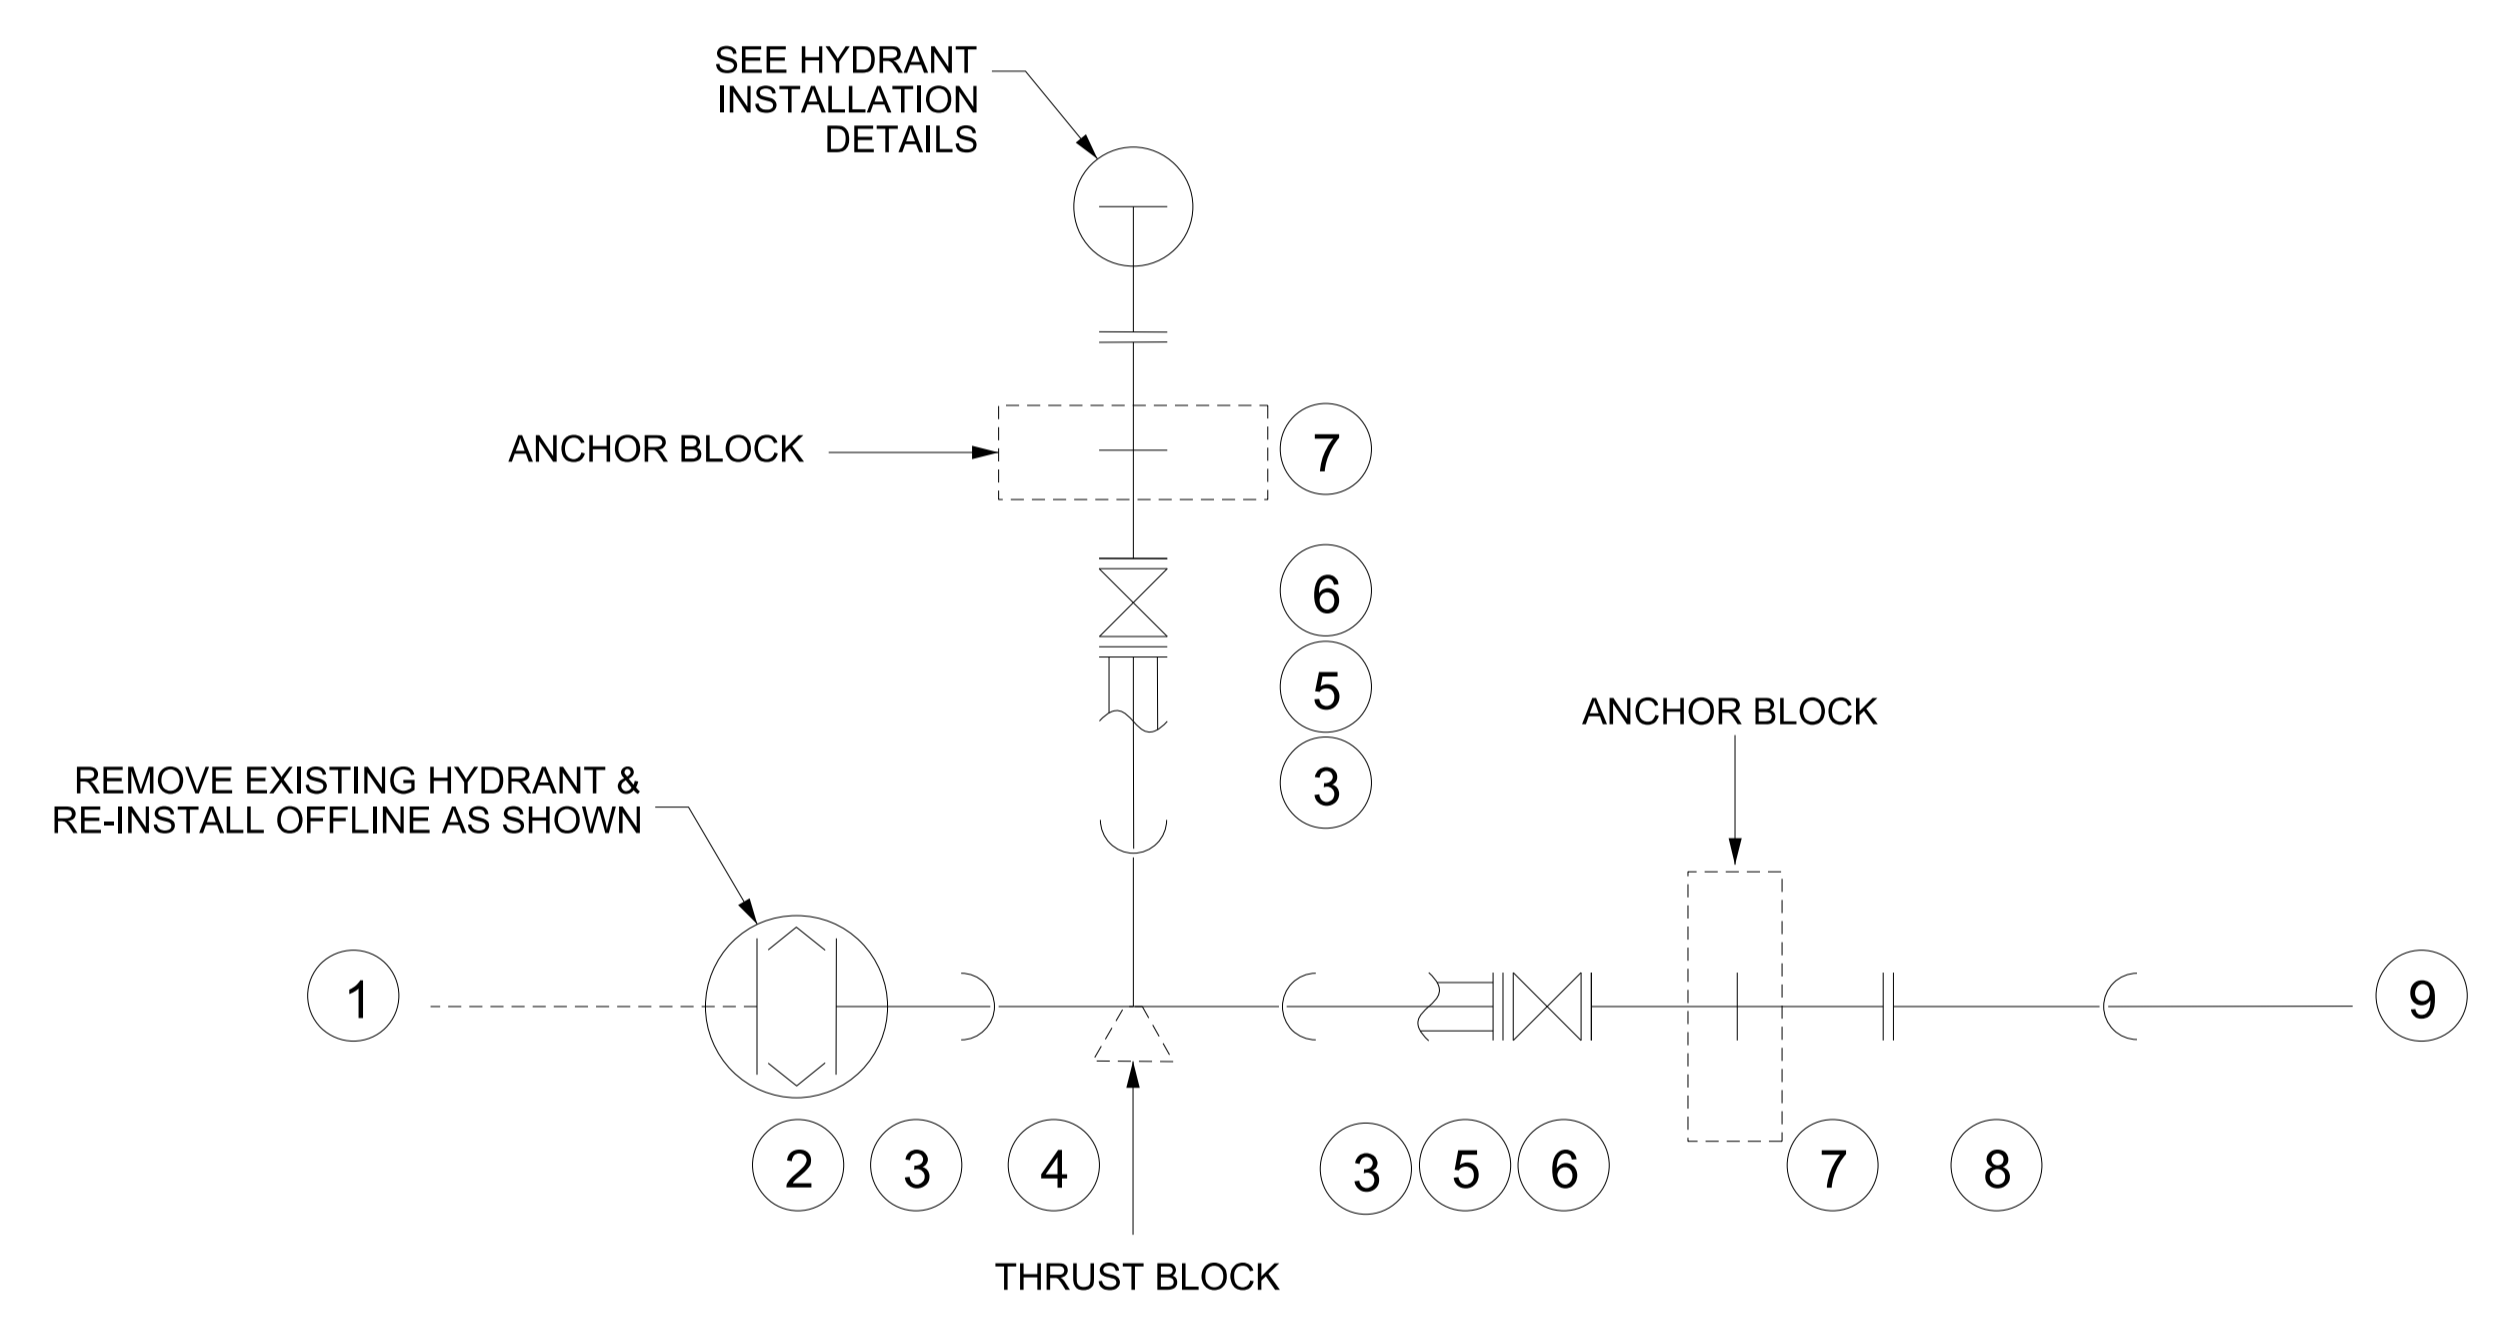 SEE HYDRANT
INSTALLATION
DETAILS
ANCHOR BLOCK
7
6
5
3
ANCHOR BLOCK
REMOVE EXISTING HYDRANT &
RE-INSTALL OFFLINE AS SHOWN
1
9
2
3
4
3
5
6
7
8
THRUST BLOCK